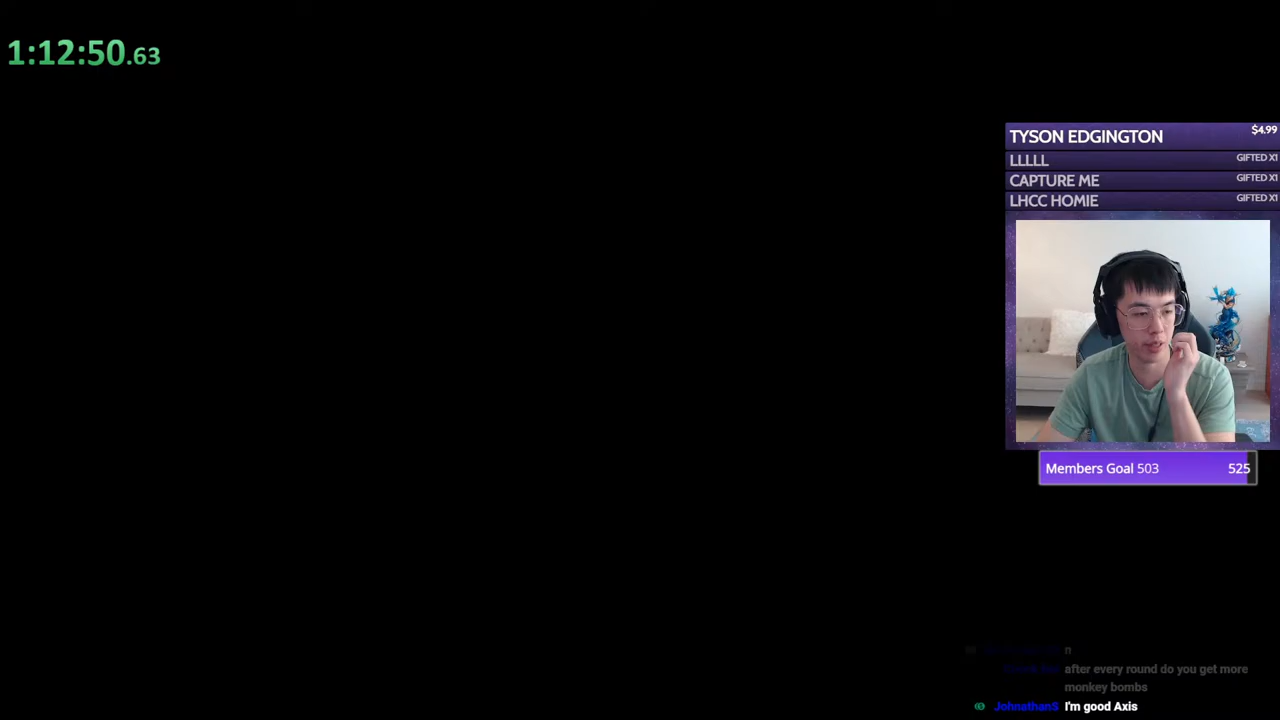 1:12:50.63
TYSON EDGINGTON $4.99
LLLLL GIFTED X1
CAPTURE ME GIFTED X1
LHCC HOMIE GIFTED X1
Members Goal 503 525
n
after every round do you get more
monkey bombs
JohnathanS I'm good Axis